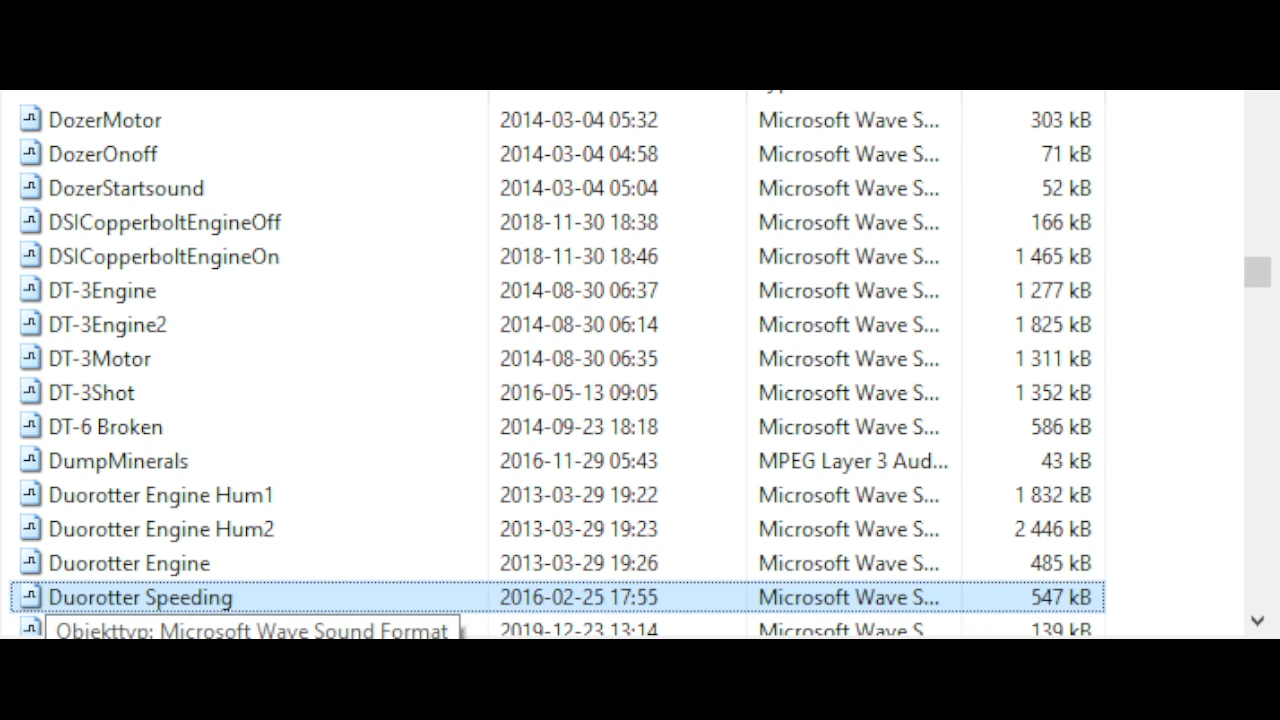 DozerMotor 2014-03-04 05:32 Microsoft Wave S... 303 kB
DozerOnoff 2014-03-04 04:58 Microsoft Wave S... 71 kB
DozerStartsound 2014-03-04 05:04 Microsoft Wave S... 52 kB
DSICopperboltEngineOff 2018-11-30 18:38 Microsoft Wave S... 166 kB
DSICopperboltEngineOn 2018-11-30 18:46 Microsoft Wave S... 1 465 kB
DT-3Engine 2014-08-30 06:37 Microsoft Wave S... 1 277 kB
DT-3Engine2 2014-08-30 06:14 Microsoft Wave S... 1 825 kB
DT-3Motor 2014-08-30 06:35 Microsoft Wave S... 1 311 kB
DT-3Shot 2016-05-13 09:05 Microsoft Wave S... 1 352 kB
DT-6 Broken 2014-09-23 18:18 Microsoft Wave S... 586 kB
DumpMinerals 2016-11-29 05:43 MPEG Layer 3 Aud... 43 kB
Duorotter Engine Hum1 2013-03-29 19:22 Microsoft Wave S... 1 832 kB
Duorotter Engine Hum2 2013-03-29 19:23 Microsoft Wave S... 2 446 kB
Duorotter Engine 2013-03-29 19:26 Microsoft Wave S... 485 kB
Duorotter Speeding 2016-02-25 17:55 Microsoft Wave S... 547 kB
Objekttyp: Microsoft Wave Sound Format 2019-12-23 13:14 Microsoft Wave S 139 kB